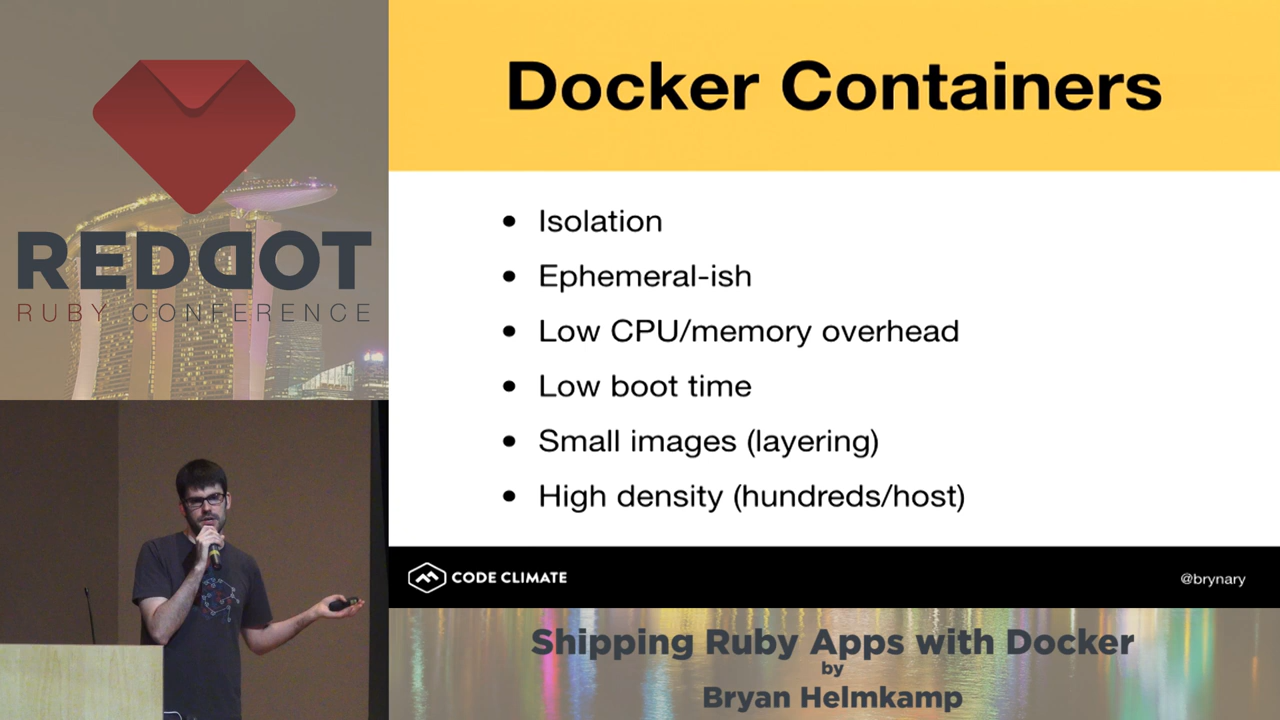 REDDOT
RUBY CONFERENCE
Docker Containers
• Isolation
• Ephemeral-ish
• Low CPU/memory overhead
• Low boot time
• Small images (layering)
• High density (hundreds/host)
CODE CLIMATE
@brynary
Shipping Ruby Apps with Docker
by
Bryan Helmkamp